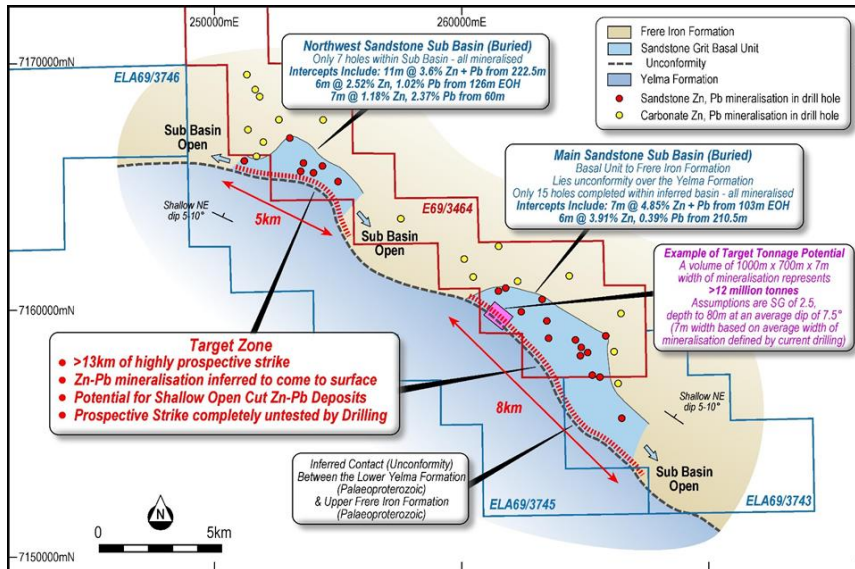 250000mE
260000mE
7170000mN
7160000mN
7150000mN
ELA69/3746
Northwest Sandstone Sub Basin (Buried)
Only 7 holes within Sub Basin - all mineralised
Intercepts Include: 11m @ 3.6% Zn + Pb from 222.5m
6m @ 2.52% Zn, 1.02% Pb from 126m EOH
7m @ 1.18% Zn, 2.37% Pb from 60m
Frere Iron Formation
Sandstone Grit Basal Unit
Unconformity
Yelma Formation
Sandstone Zn, Pb mineralisation in drill hole
Carbonate Zn, Pb mineralisation in drill hole
Sub Basin
Open
Shallow NE
dip 5-10°
5km
E69/3464
Sub Basin
Open
Main Sandstone Sub Basin (Buried)
Basal Unit to Frere Iron Formation
Lies unconformity over the Yelma Formation
Only 15 holes completed within inferred basin - all mineralised
Intercepts Include: 7m @ 4.85% Zn + Pb from 103m EOH
6m @ 3.91% Zn, 0.39% Pb from 210.5m
Example of Target Tonnage Potential
A volume of 1000m x 700m x 7m
width of mineralisation represents
>12 million tonnes
Assumptions are SG of 2.5,
depth to 80m at an average dip of 7.5°
(7m width based on average width of
mineralisation defined by current drilling)
Target Zone
>13km of highly prospective strike
Zn-Pb mineralisation inferred to come to surface
Potential for Shallow Open Cut Zn-Pb Deposits
Prospective Strike completely untested by Drilling
8km
Shallow NE
dip 5-10°
Inferred Contact (Unconformity)
Between the Lower Yelma Formation
(Palaeoproterozoic)
& Upper Frere Iron Formation
(Palaeoproterozoic)
Sub Basin
Open
ELA69/3745
ELA69/3743
N
0
5km